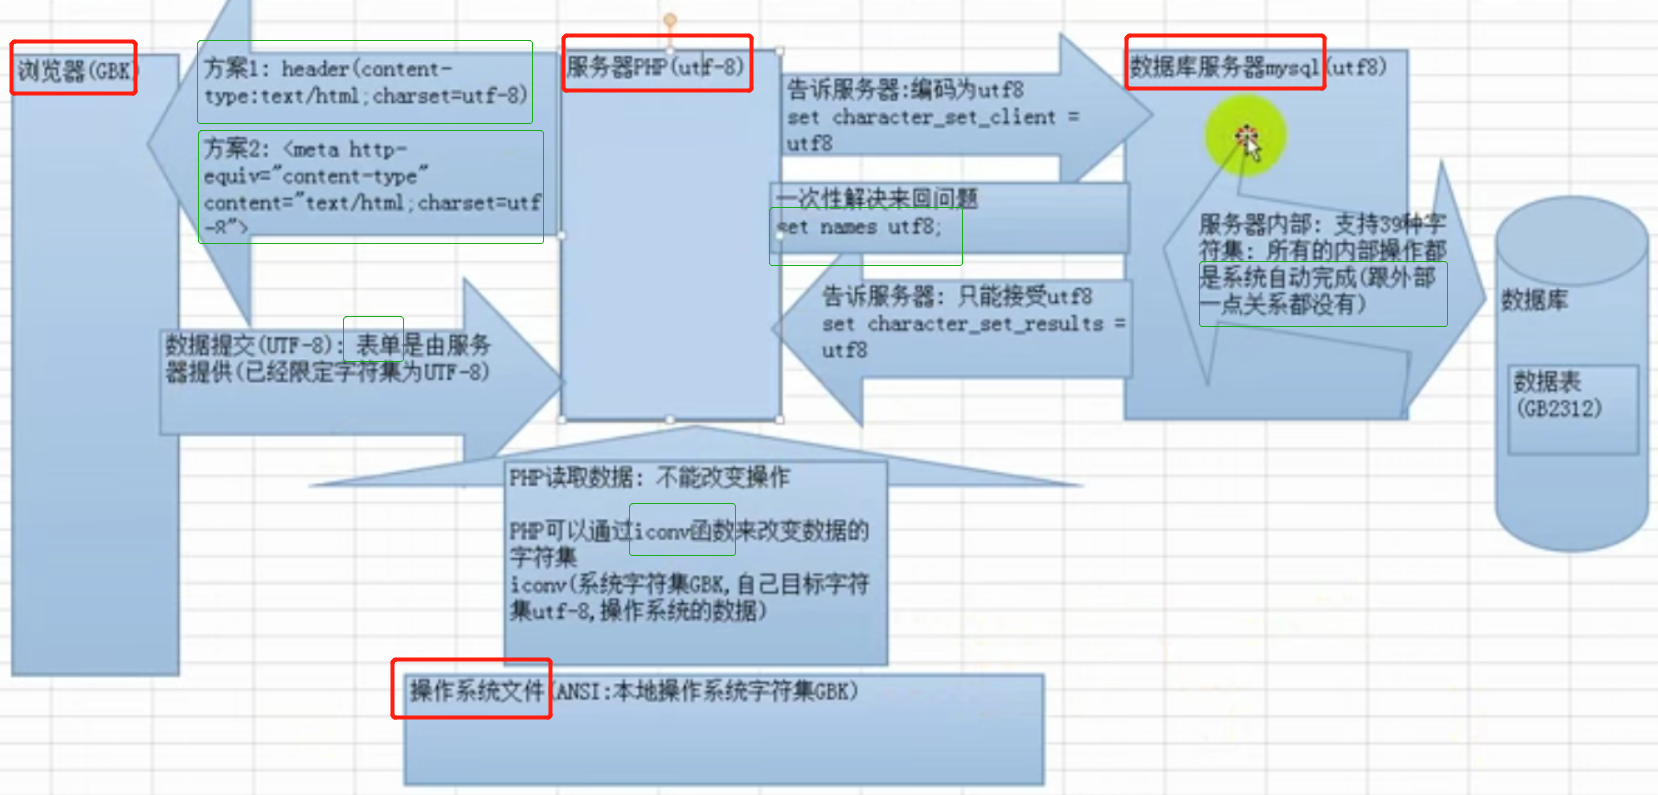 浏览器(GBK)
方案1: header(content-
type:text/html;charset=utf-8)
方案2: <meta http-
equiv="content-type"
content="text/html;charset=utf
-8">
数据提交(UTF-8): 表单是由服务
器提供(已经限定字符集为UTF-8)
服务器PHP(utf-8)
告诉服务器:编码为utf8
set character_set_client =
utf8
一次性解决来回问题
set names utf8;
告诉服务器: 只能接受utf8
set character_set_results =
utf8
数据库服务器mysql(utf8)
服务器内部: 支持39种字
符集: 所有的内部操作都
是系统自动完成(跟外部
一点关系都没有)
数据库
数据表
(GB2312)
PHP读取数据: 不能改变操作
PHP可以通过iconv函数来改变数据的
字符集
iconv(系统字符集GBK,自己目标字符
集utf-8,操作系统的数据)
操作系统文件(ANSI:本地操作系统字符集GBK)